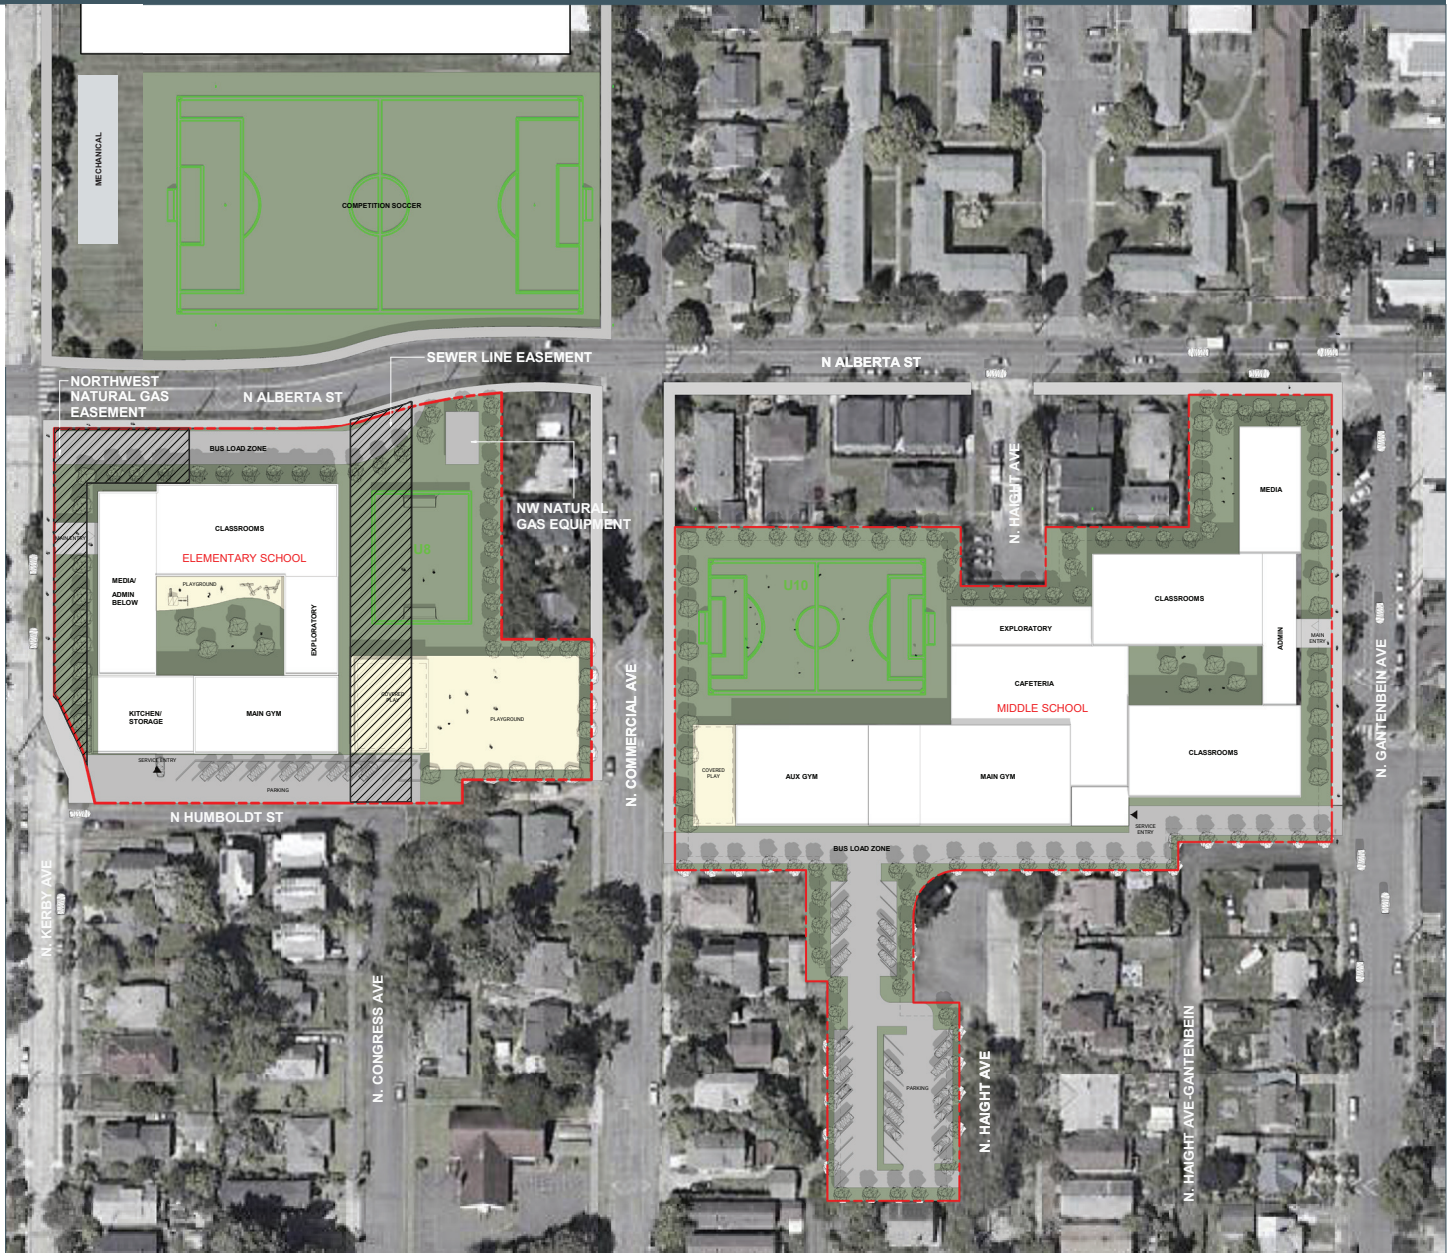 MECHANICAL
COMPETITION SOCCER
SEWER LINE EASEMENT
N ALBERTA ST
NORTHWEST
NATURAL GAS
EASEMENT
N ALBERTA ST
BUS LOAD ZONE
NW NATURAL
GAS EQUIPMENT
N. HAIGHT AVE
MEDIA
MAIN ENTRY
CLASSROOMS
ELEMENTARY SCHOOL
MEDIA/
ADMIN
BELOW
PLAYGROUND
EXPLORATORY
KITCHEN/
STORAGE
MAIN GYM
COVERED
PLAY
PLAYGROUND
SERVICE ENTRY
PARKING
N HUMBOLDT ST
N. COMMERCIAL AVE
EXPLORATORY
CLASSROOMS
ADMIN
MAIN
ENTRY
CAFETERIA
MIDDLE SCHOOL
CLASSROOMS
COVERED
PLAY
AUX GYM
MAIN GYM
SERVICE
ENTRY
BUS LOAD ZONE
N. GANTENBEIN AVE
N. KERBY AVE
N. CONGRESS AVE
PARKING
N. HAIGHT AVE
N. HAIGHT AVE-GANTENBEIN